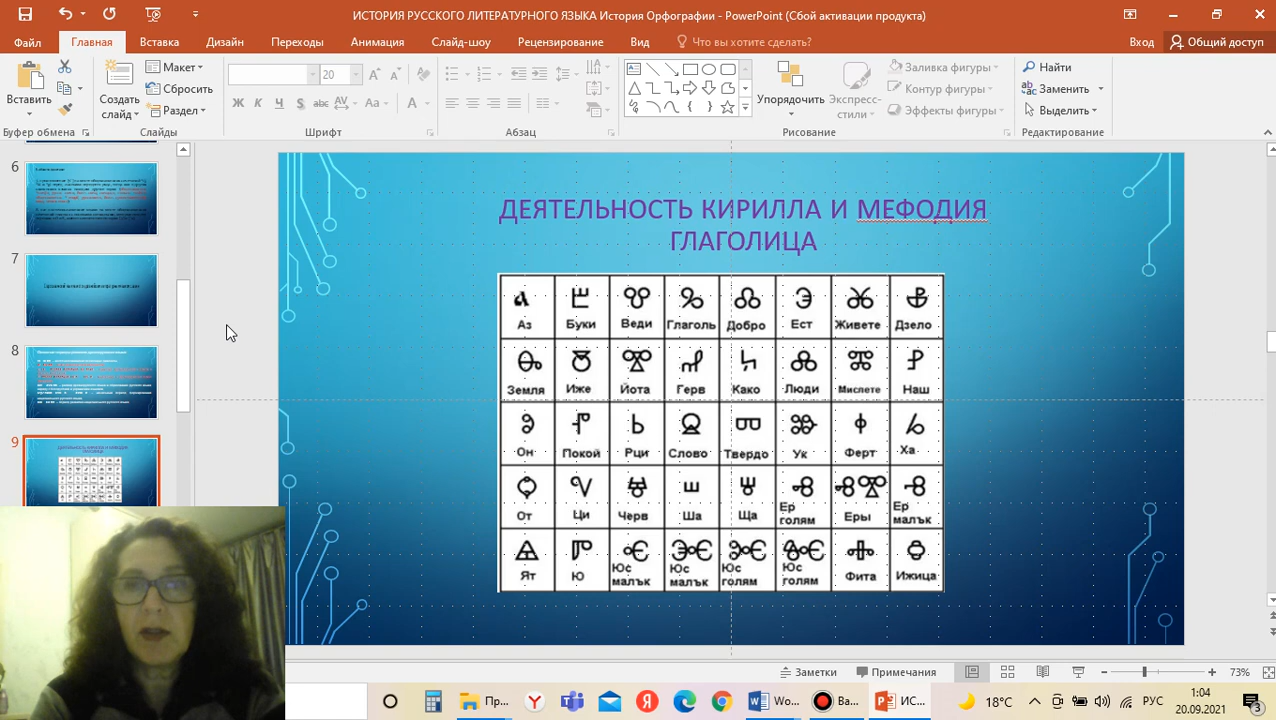 ИСТОРИЯ РУССКОГО ЛИТЕРАТУРНОГО ЯЗЫКА История Орфографии - PowerPoint (Сбой активации продукта)
Файл Главная Вставка Дизайн Переходы Анимация Слайд-шоу Рецензирование Вид Что вы хотите сделать? Вход Общий доступ
Вставить
Создать слайд
Макет
Сбросить
Раздел
20
Ж К Ч S abc AV Aa А
Упорядочить
Экспресс-стили
Заливка фигуры
Контур фигуры
Эффекты фигуры
Найти
Заменить
Выделить
Буфер обмена Слайды Шрифт Абзац Рисование Редактирование
6
7
8
9
ДЕЯТЕЛЬНОСТЬ КИРИЛЛА И МЕФОДИЯ
ГЛАГОЛИЦА
Аз Буки Веди Глаголь Добро Ест Живете Дзело
Земля Иже Йота Герв Како Люди Мислете Наш
Он Покой Рци Слово Твердо Ук Ферт Ха
От Ци Черв Ша Ща Ер голям Еры Ер малък
Ят Ю Юс малък Юс малък Юс голям Юс голям Фита Ижица
Заметки Примечания 73%
Пр... Word Ва... ИС... 18°C РУС 1:04
20.09.2021